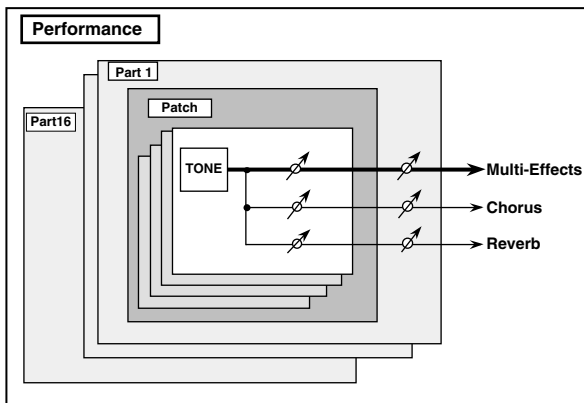 Performance
Part 1
Patch
Part16
TONE
Multi-Effects
Chorus
Reverb